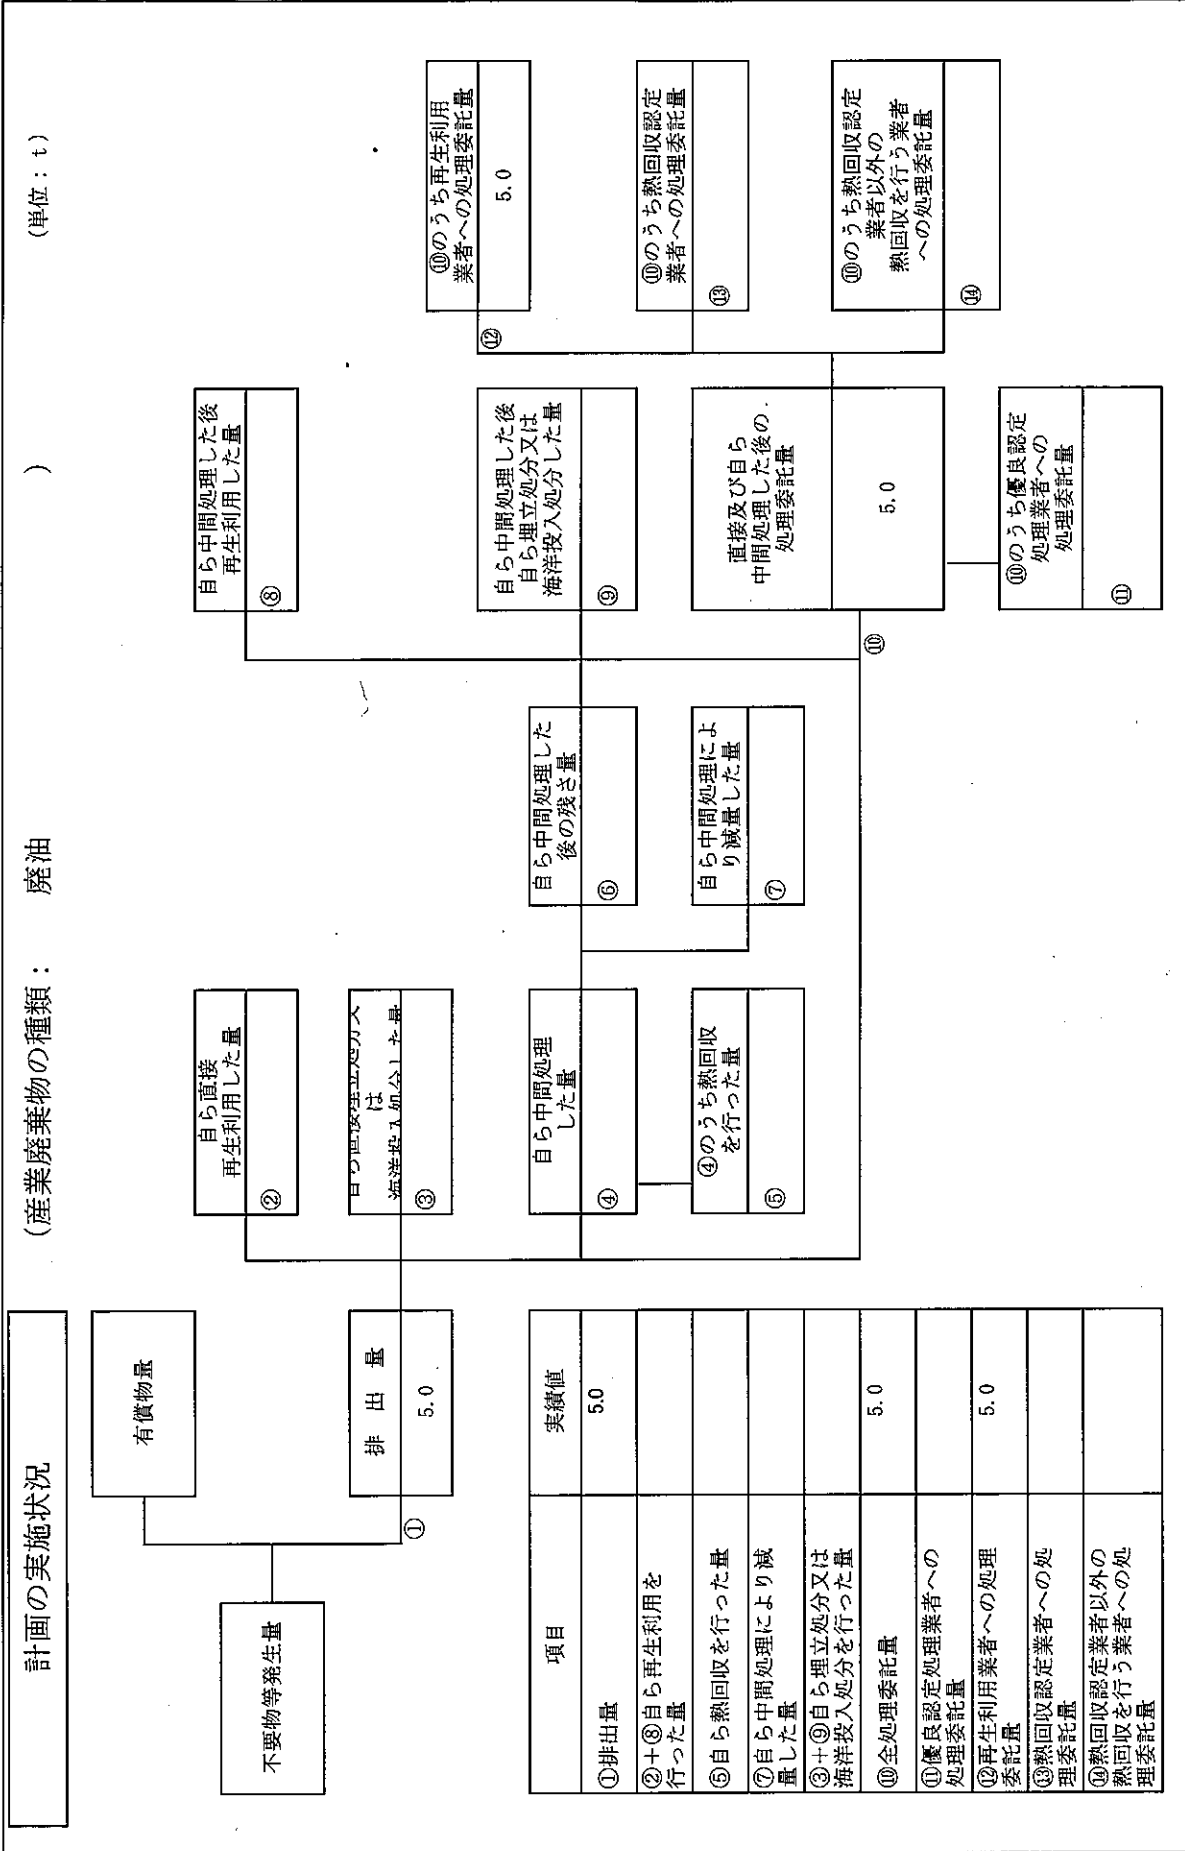 計画の実施状況
(産業廃棄物の種類： 廃油 )
(単位：t)
不要物等発生量
有償物量
①
排 出 量
5.0
自ら直接
再生利用した量
②
自ら直接埋立処分又
は
海洋投入処分した量
③
自ら中間処理
した量
④
④のうち熱回収
を行った量
⑤
自ら中間処理した
後の残さ量
⑥
自ら中間処理によ
り減量した量
⑦
自ら中間処理した後
再生利用した量
⑧
自ら中間処理した後
自ら埋立処分又は
海洋投入処分した量
⑨
直接及び自ら
中間処理した後の
処理委託量
5.0
⑩
⑩のうち優良認定
処理業者への
処理委託量
⑪
⑩のうち再生利用
業者への処理委託量
5.0
⑫
⑩のうち熱回収認定
業者への処理委託量
⑬
⑩のうち熱回収認定
業者以外の
熱回収を行う業者
への処理委託量
⑭
項目 実績値
①排出量 5.0
②+⑧自ら再生利用を
行った量
⑤自ら熱回収を行った量
⑦自ら中間処理により減
量した量
③+⑨自ら埋立処分又は
海洋投入処分を行った量
⑩全処理委託量 5.0
⑪優良認定処理業者への
処理委託量
⑫再生利用業者への処理
委託量 5.0
⑬熱回収認定業者への処
理委託量
⑭熱回収認定業者以外の
熱回収を行う業者への処
理委託量